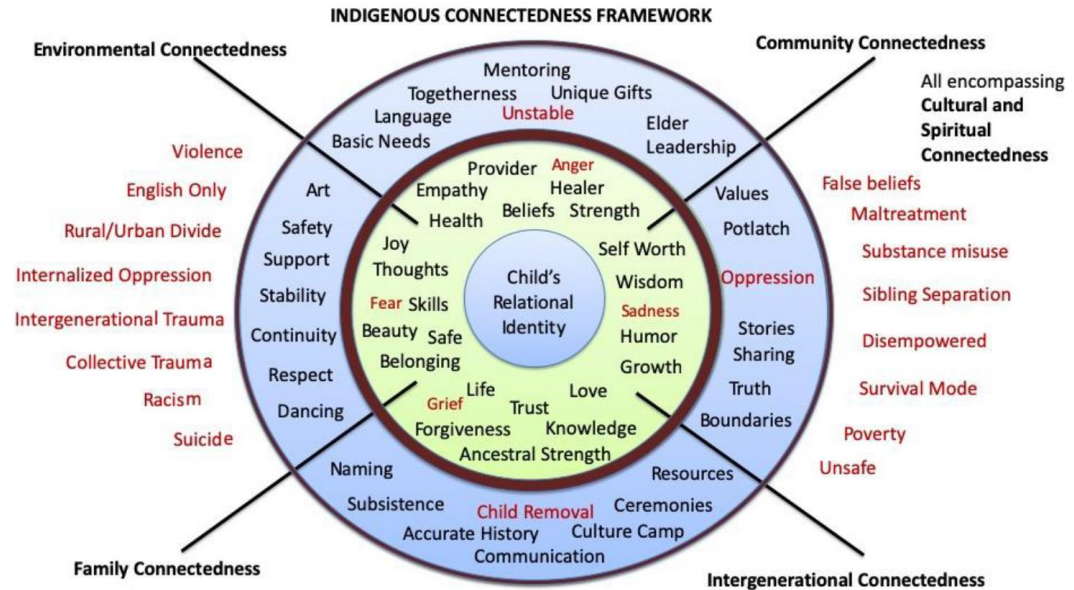 INDIGENOUS CONNECTEDNESS FRAMEWORK
Environmental Connectedness
Community Connectedness
All encompassing
Cultural and
Spiritual
Connectedness
Mentoring
Togetherness
Unique Gifts
Language
Unstable
Basic Needs
Elder
Leadership
Violence
English Only
Rural/Urban Divide
Internalized Oppression
Intergenerational Trauma
Collective Trauma
Racism
Suicide
Art
Safety
Support
Stability
Continuity
Respect
Dancing
Provider
Anger
Empathy
Healer
Health
Beliefs
Strength
Joy
Thoughts
Fear
Skills
Beauty
Safe
Belonging
Child's
Relational
Identity
Self Worth
Wisdom
Sadness
Humor
Growth
Life
Love
Grief
Trust
Forgiveness
Knowledge
Ancestral Strength
Values
Potlatch
Oppression
Stories
Sharing
Truth
Boundaries
False beliefs
Maltreatment
Substance misuse
Sibling Separation
Disempowered
Survival Mode
Poverty
Unsafe
Naming
Resources
Subsistence
Child Removal
Ceremonies
Accurate History
Culture Camp
Communication
Family Connectedness
Intergenerational Connectedness